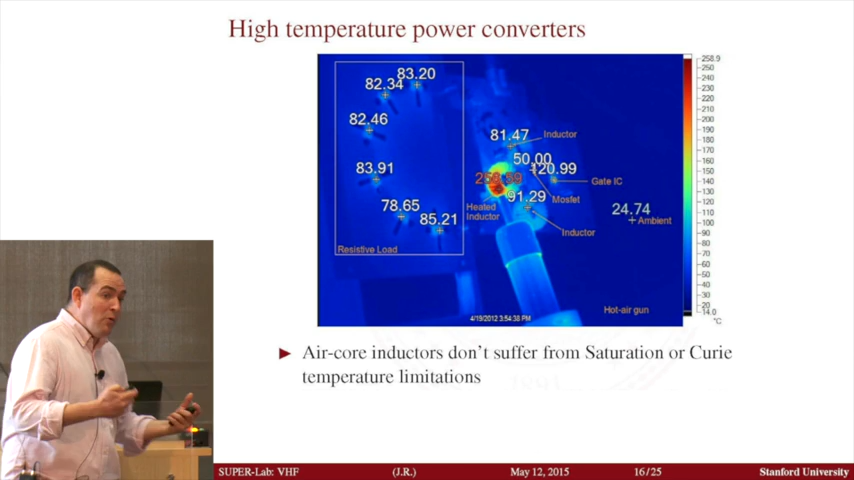 High temperature power converters
83.20
82.34
82.46
83.91
78.65
85.21
Resistive Load
81.47
Inductor
50.00
120.99
Gate IC
Mosfet
91.29
Heated
Inductor
Inductor
24.74
Ambient
Hot-air gun
4/19/2012 3:54:38 PM
258.9
250
240
230
220
210
200
190
180
170
160
150
140
130
120
110
100
90
80
70
60
50
40
30
20
14.0
°C
► Air-core inductors don't suffer from Saturation or Curie
temperature limitations
SUPER-Lab: VHF (J.R.) May 12, 2015 16/25 Stanford University